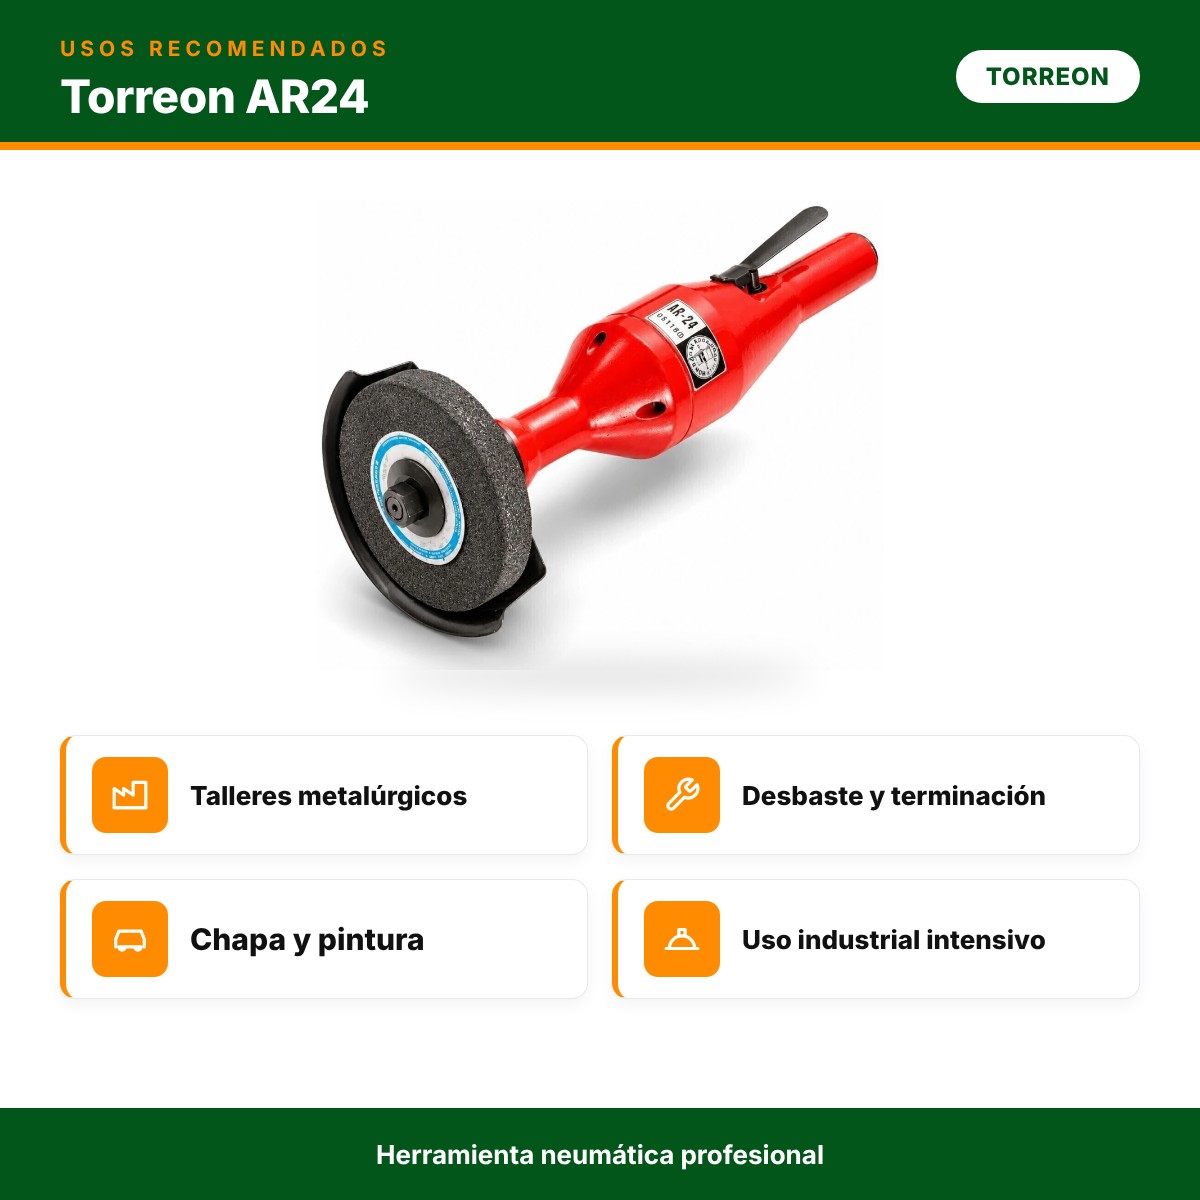 USOS RECOMENDADOS
Torreon AR24
TORREON
AR-24
Talleres metalúrgicos
Desbaste y terminación
Chapa y pintura
Uso industrial intensivo
Herramienta neumática profesional